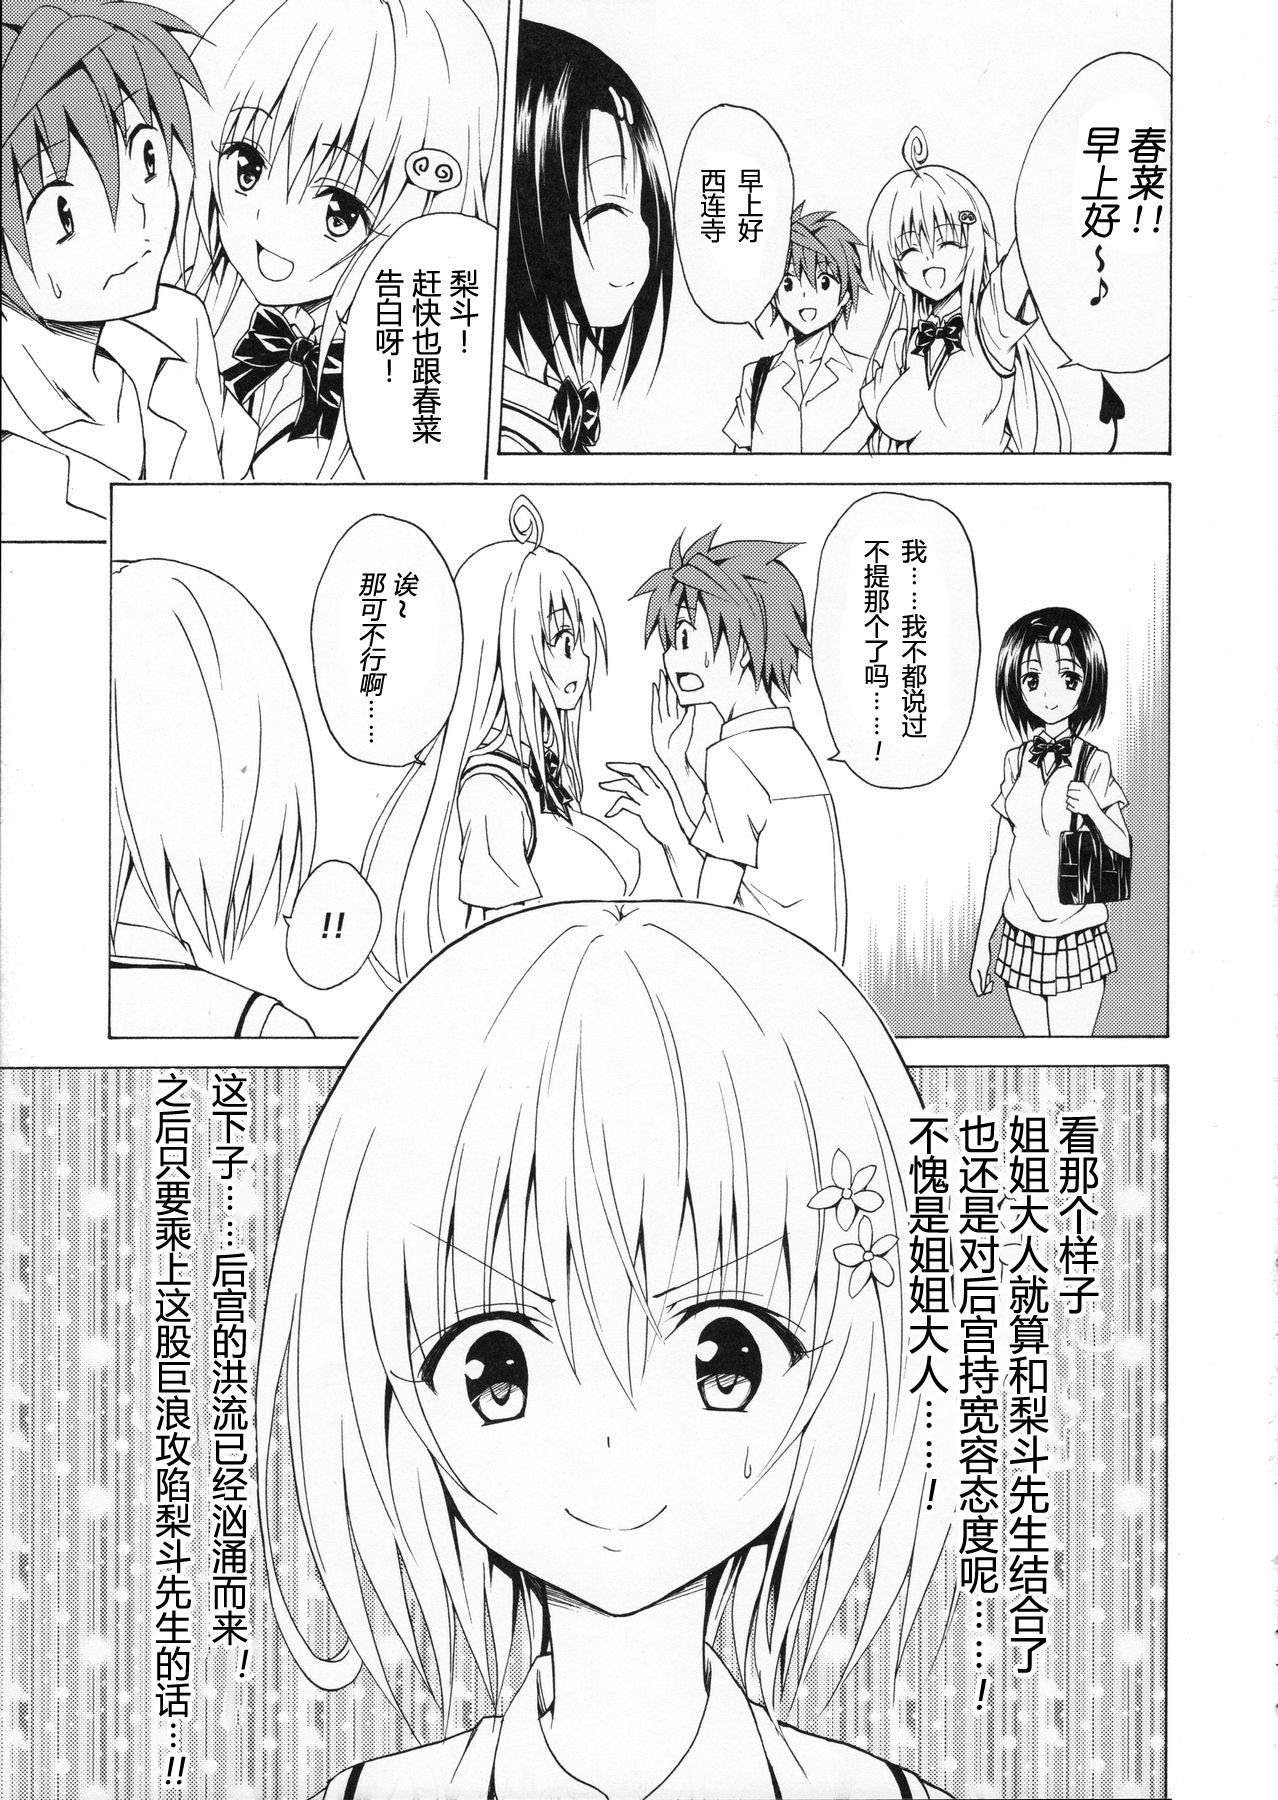 春菜!!
早上好～♪
早上好
西连寺
梨斗！
赶快也跟春菜
告白呀！
我……我不都说过
不提那个了吗……！
诶～
那可不行啊……
!!
看那个样子
姐姐大人就算和梨斗先生结合了
也还是对后宫持宽容态度呢……！
不愧是姐姐大人……！
这下子……后宫的洪流已经汹涌而来！
之后只要乘上这股巨浪攻陷梨斗先生的话…!!